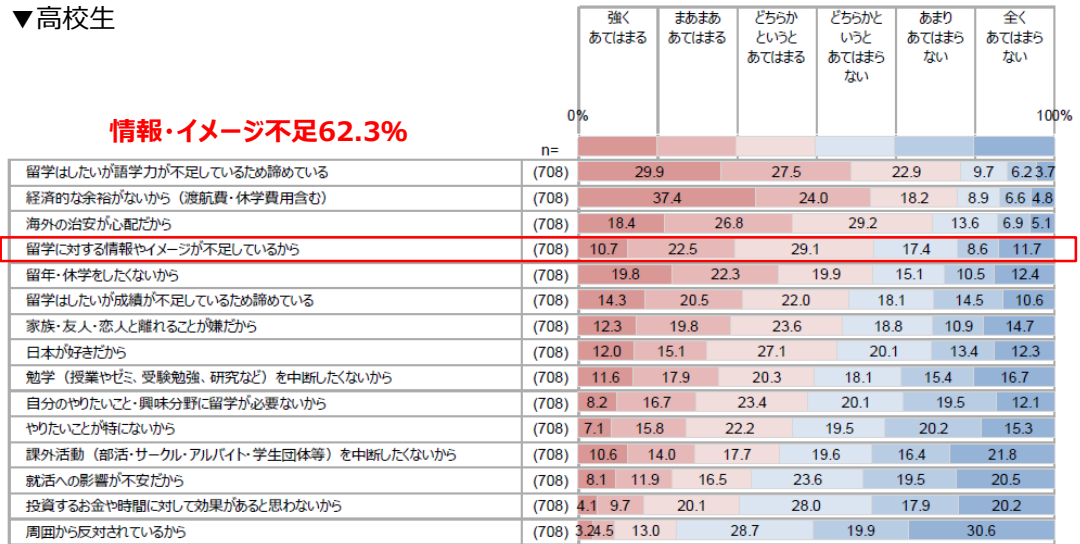 ▼高校生
強く
あてはまる
まあまあ
あてはまる
どちらか
というと
あてはまる
どちらかと
いうと
あてはまら
ない
あまり
あてはまら
ない
全く
あてはまら
ない
情報・イメージ不足62.3%
0%
100%
n=
留学はしたいが語学力が不足しているため諦めている (708) 29.9 27.5 22.9 9.7 6.2 3.7
経済的な余裕がないから（渡航費・休学費用含む） (708) 37.4 24.0 18.2 8.9 6.6 4.8
海外の治安が心配だから (708) 18.4 26.8 29.2 13.6 6.9 5.1
留学に対する情報やイメージが不足しているから (708) 10.7 22.5 29.1 17.4 8.6 11.7
留年・休学をしたくないから (708) 19.8 22.3 19.9 15.1 10.5 12.4
留学はしたいが成績が不足しているため諦めている (708) 14.3 20.5 22.0 18.1 14.5 10.6
家族・友人・恋人と離れることが嫌だから (708) 12.3 19.8 23.6 18.8 10.9 14.7
日本が好きだから (708) 12.0 15.1 27.1 20.1 13.4 12.3
勉学（授業やゼミ、受験勉強、研究など）を中断したくないから (708) 11.6 17.9 20.3 18.1 15.4 16.7
自分のやりたいこと・興味分野に留学が必要ないから (708) 8.2 16.7 23.4 20.1 19.5 12.1
やりたいことが特にないから (708) 7.1 15.8 22.2 19.5 20.2 15.3
課外活動（部活・サークル・アルバイト・学生団体等）を中断したくないから (708) 10.6 14.0 17.7 19.6 16.4 21.8
就活への影響が不安だから (708) 8.1 11.9 16.5 23.6 19.5 20.5
投資するお金や時間に対して効果があると思わないから (708) 4.1 9.7 20.1 28.0 17.9 20.2
周囲から反対されているから (708) 3.2 4.5 13.0 28.7 19.9 30.6